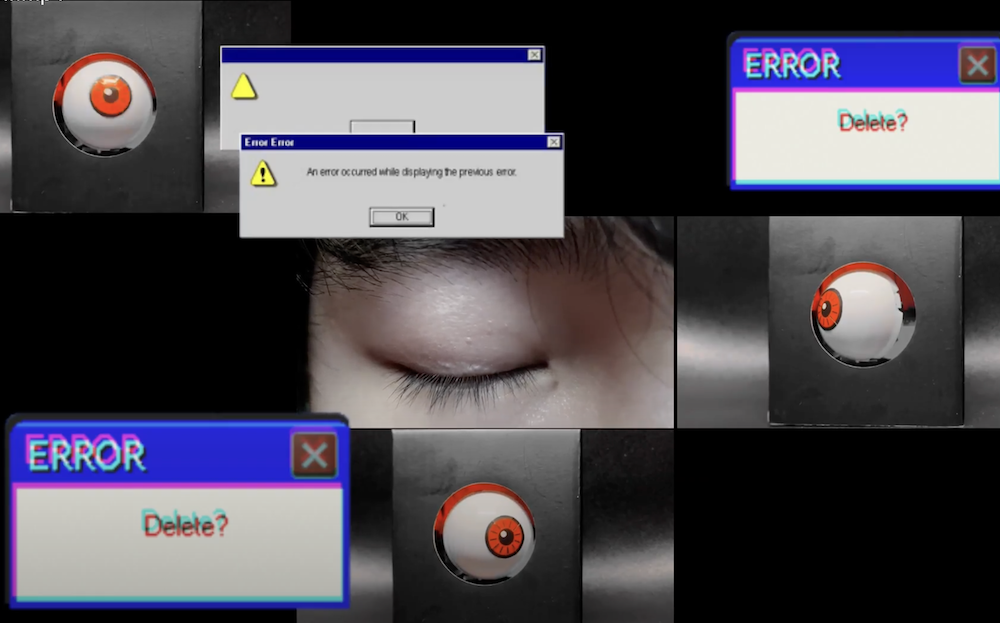 ERROR
Delete?
Error Error
An error occurred while displaying the previous error.
OK
ERROR
Delete?